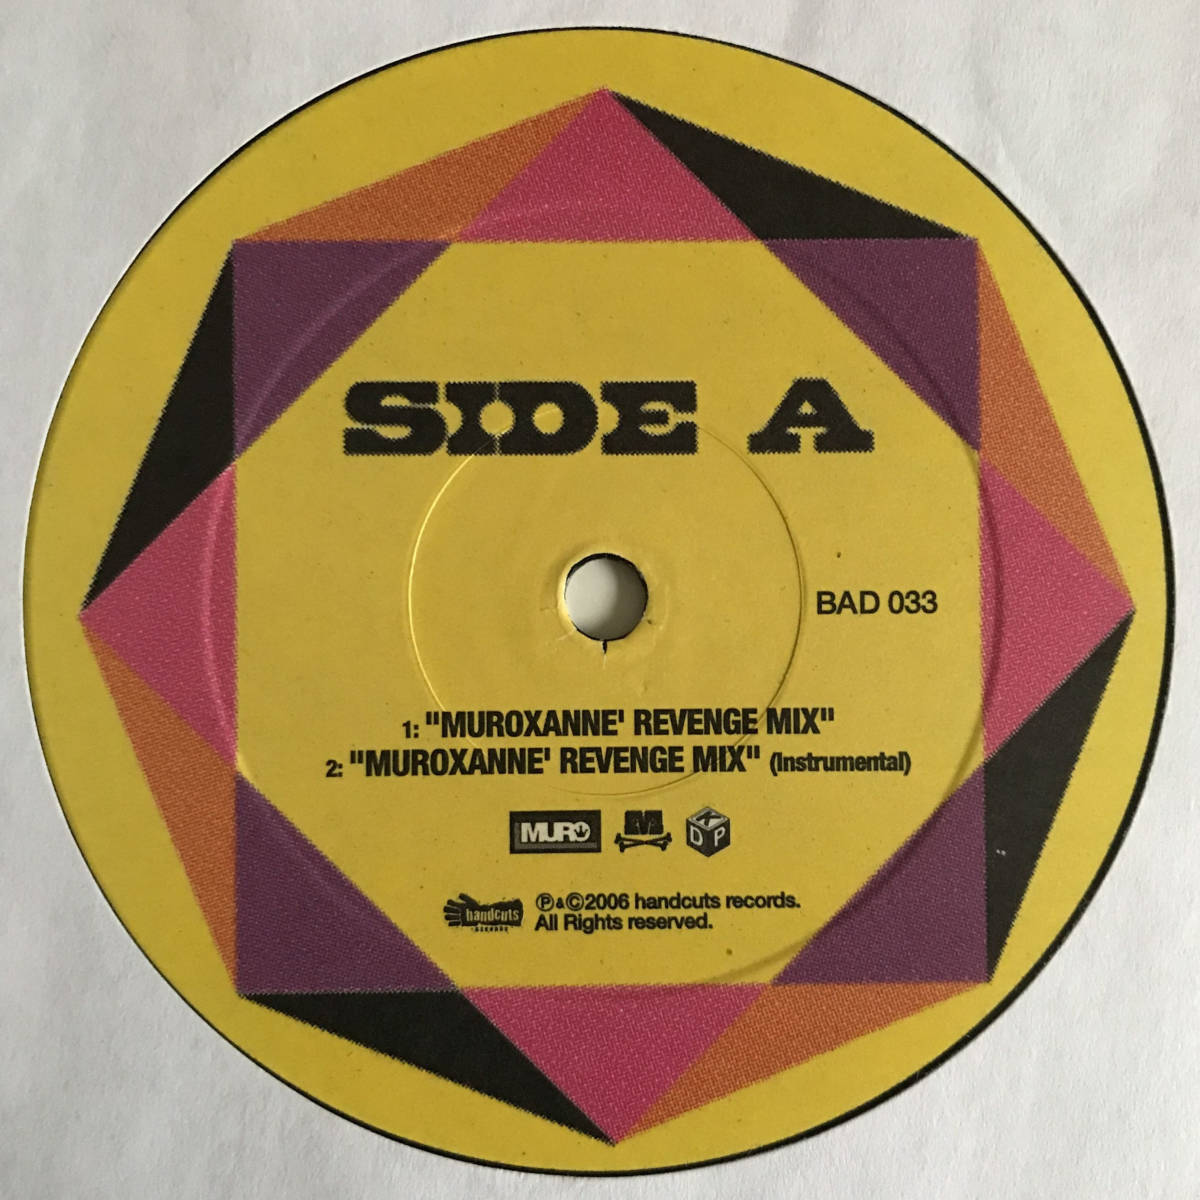 SIDE A
BAD 033
1: "MUROXANNE' REVENGE MIX"
2: "MUROXANNE' REVENGE MIX" (Instrumental)
MURO
M
K D P
handcuts
RECORDS
Ⓟ&©2006 handcuts records.
All Rights reserved.